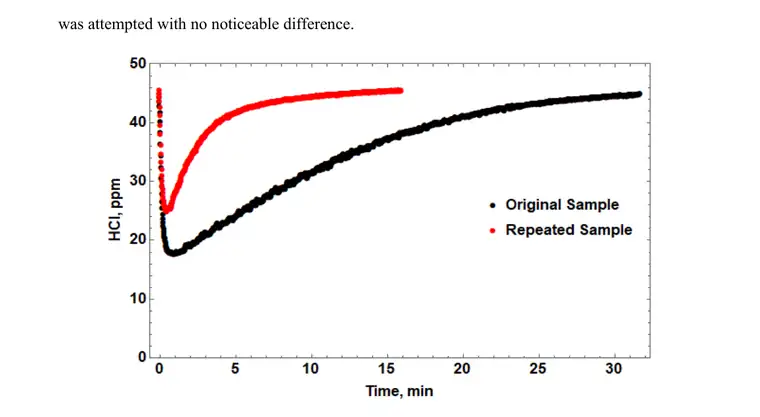 was attempted with no noticeable difference.
50
40
30
20
10
0
HCl, ppm
Original Sample
Repeated Sample
0 5 10 15 20 25 30
Time, min